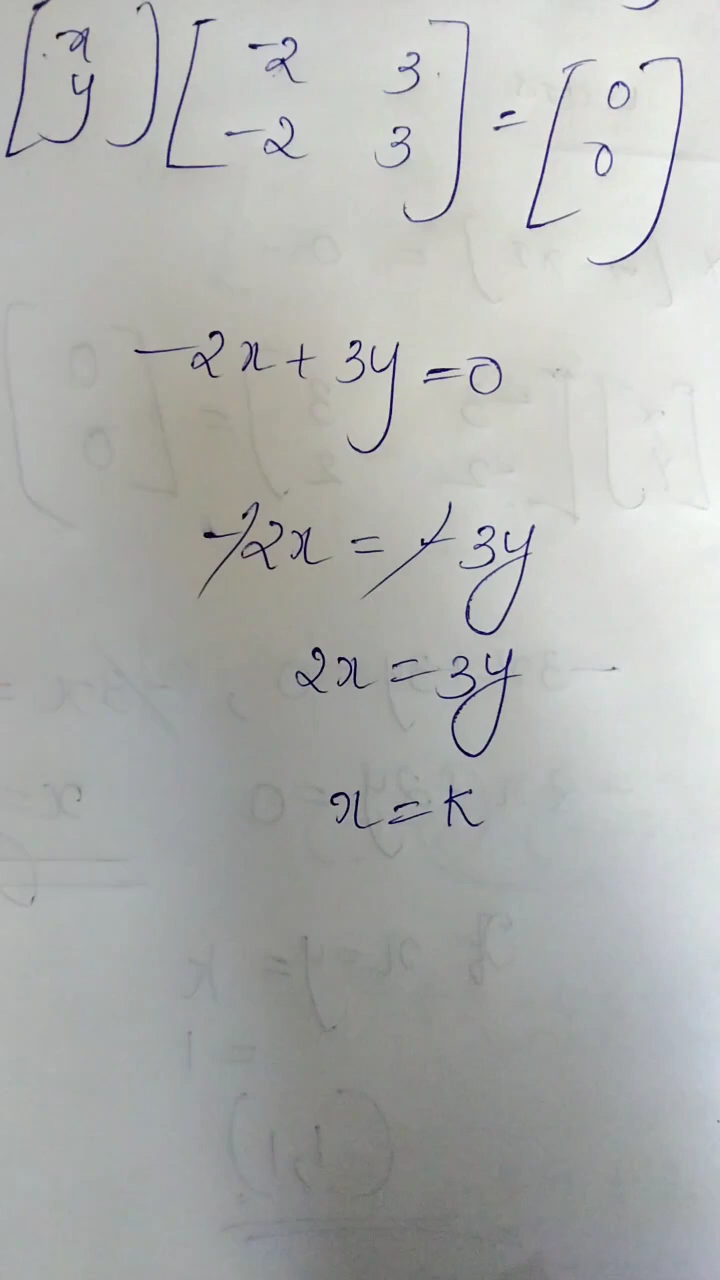 [x y] [-2 3 -2 3] = [0 0]
-2x + 3y = 0
-2x = -3y
2x = 3y
x = k